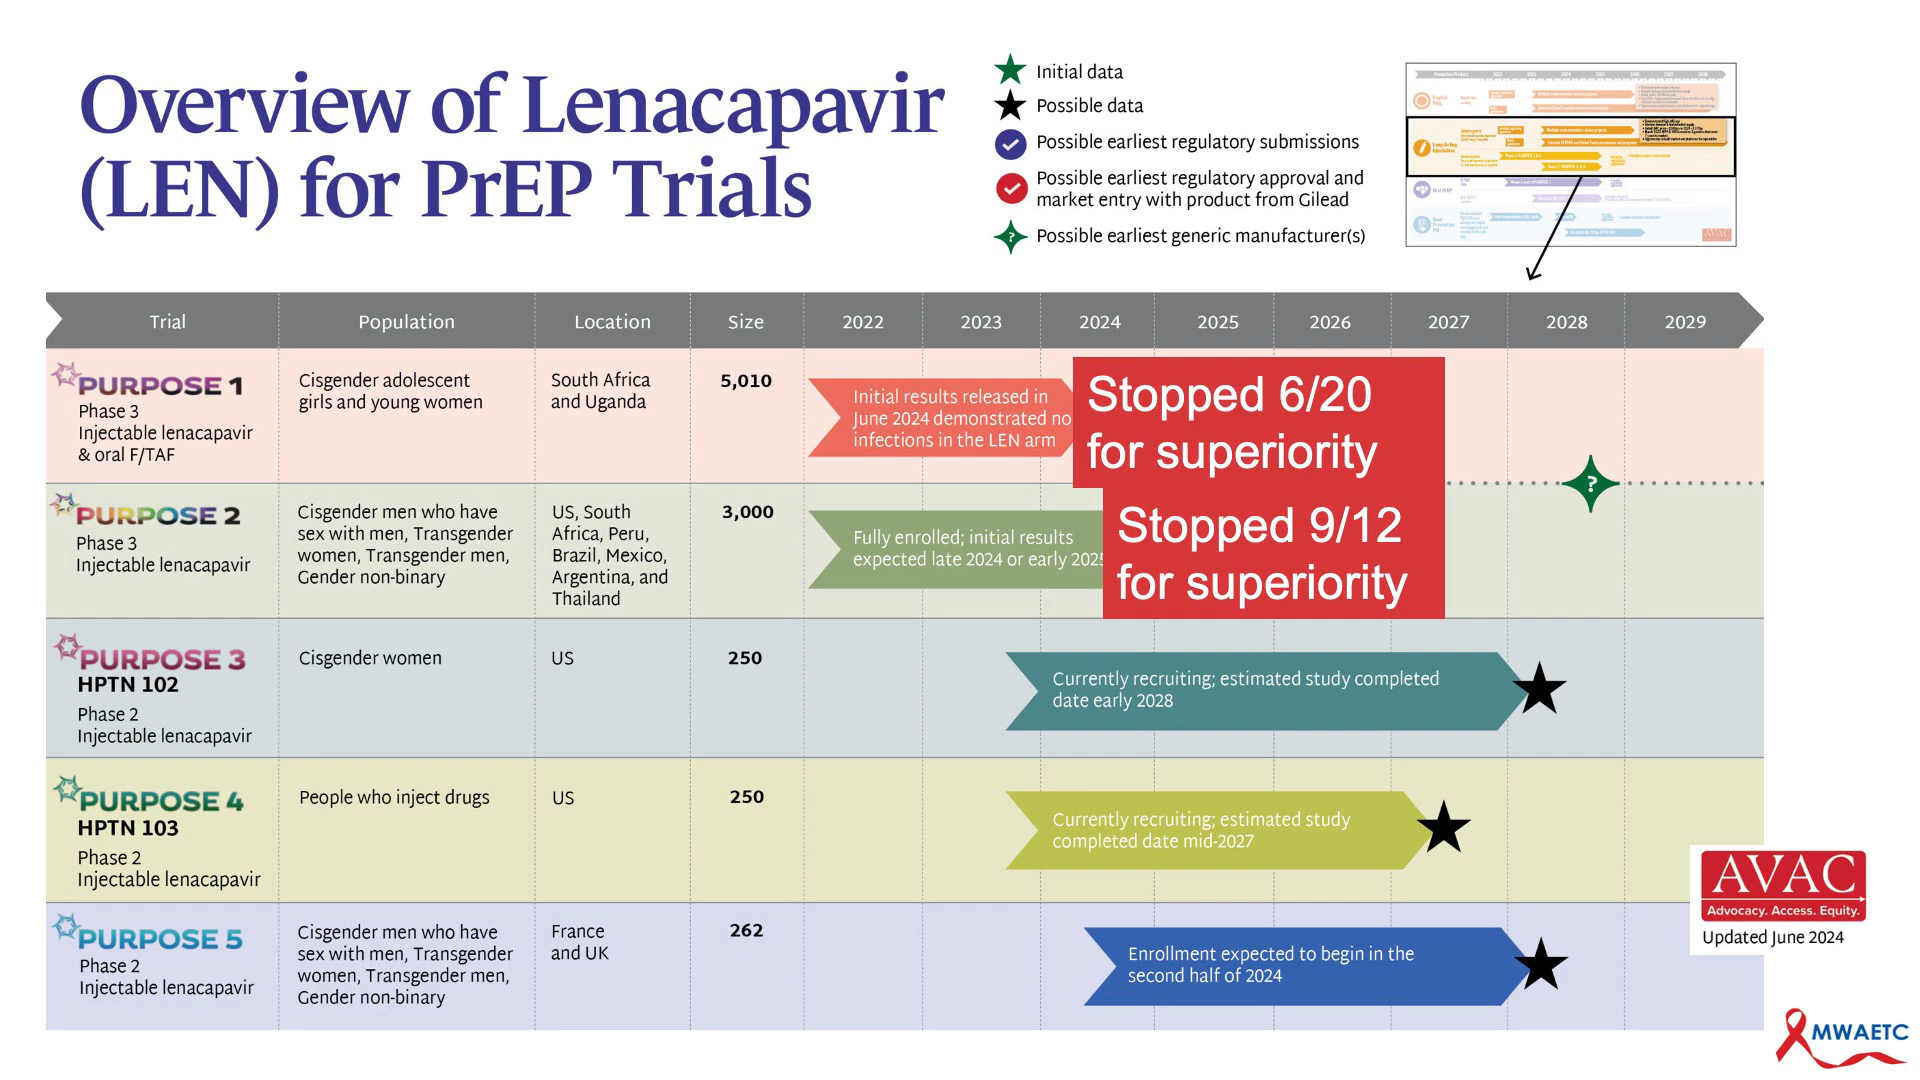 Overview of Lenacapavir
(LEN) for PrEP Trials
Initial data
Possible data
Possible earliest regulatory submissions
Possible earliest regulatory approval and
market entry with product from Gilead
Possible earliest generic manufacturer(s)
Trial Population Location Size 2022 2023 2024 2025 2026 2027 2028 2029
PURPOSE 1
Phase 3
Injectable lenacapavir
& oral F/TAF
Cisgender adolescent
girls and young women
South Africa
and Uganda
5,010
Initial results released in
June 2024 demonstrated no
infections in the LEN arm
Stopped 6/20
for superiority
?
PURPOSE 2
Phase 3
Injectable lenacapavir
Cisgender men who have
sex with men, Transgender
women, Transgender men,
Gender non-binary
US, South
Africa, Peru,
Brazil, Mexico,
Argentina, and
Thailand
3,000
Fully enrolled; initial results
expected late 2024 or early 2025
Stopped 9/12
for superiority
PURPOSE 3
HPTN 102
Phase 2
Injectable lenacapavir
Cisgender women
US
250
Currently recruiting; estimated study completed
date early 2028
PURPOSE 4
HPTN 103
Phase 2
Injectable lenacapavir
People who inject drugs
US
250
Currently recruiting; estimated study
completed date mid-2027
PURPOSE 5
Phase 2
Injectable lenacapavir
Cisgender men who have
sex with men, Transgender
women, Transgender men,
Gender non-binary
France
and UK
262
Enrollment expected to begin in the
second half of 2024
AVAC
Advocacy. Access. Equity.
Updated June 2024
MWAETC